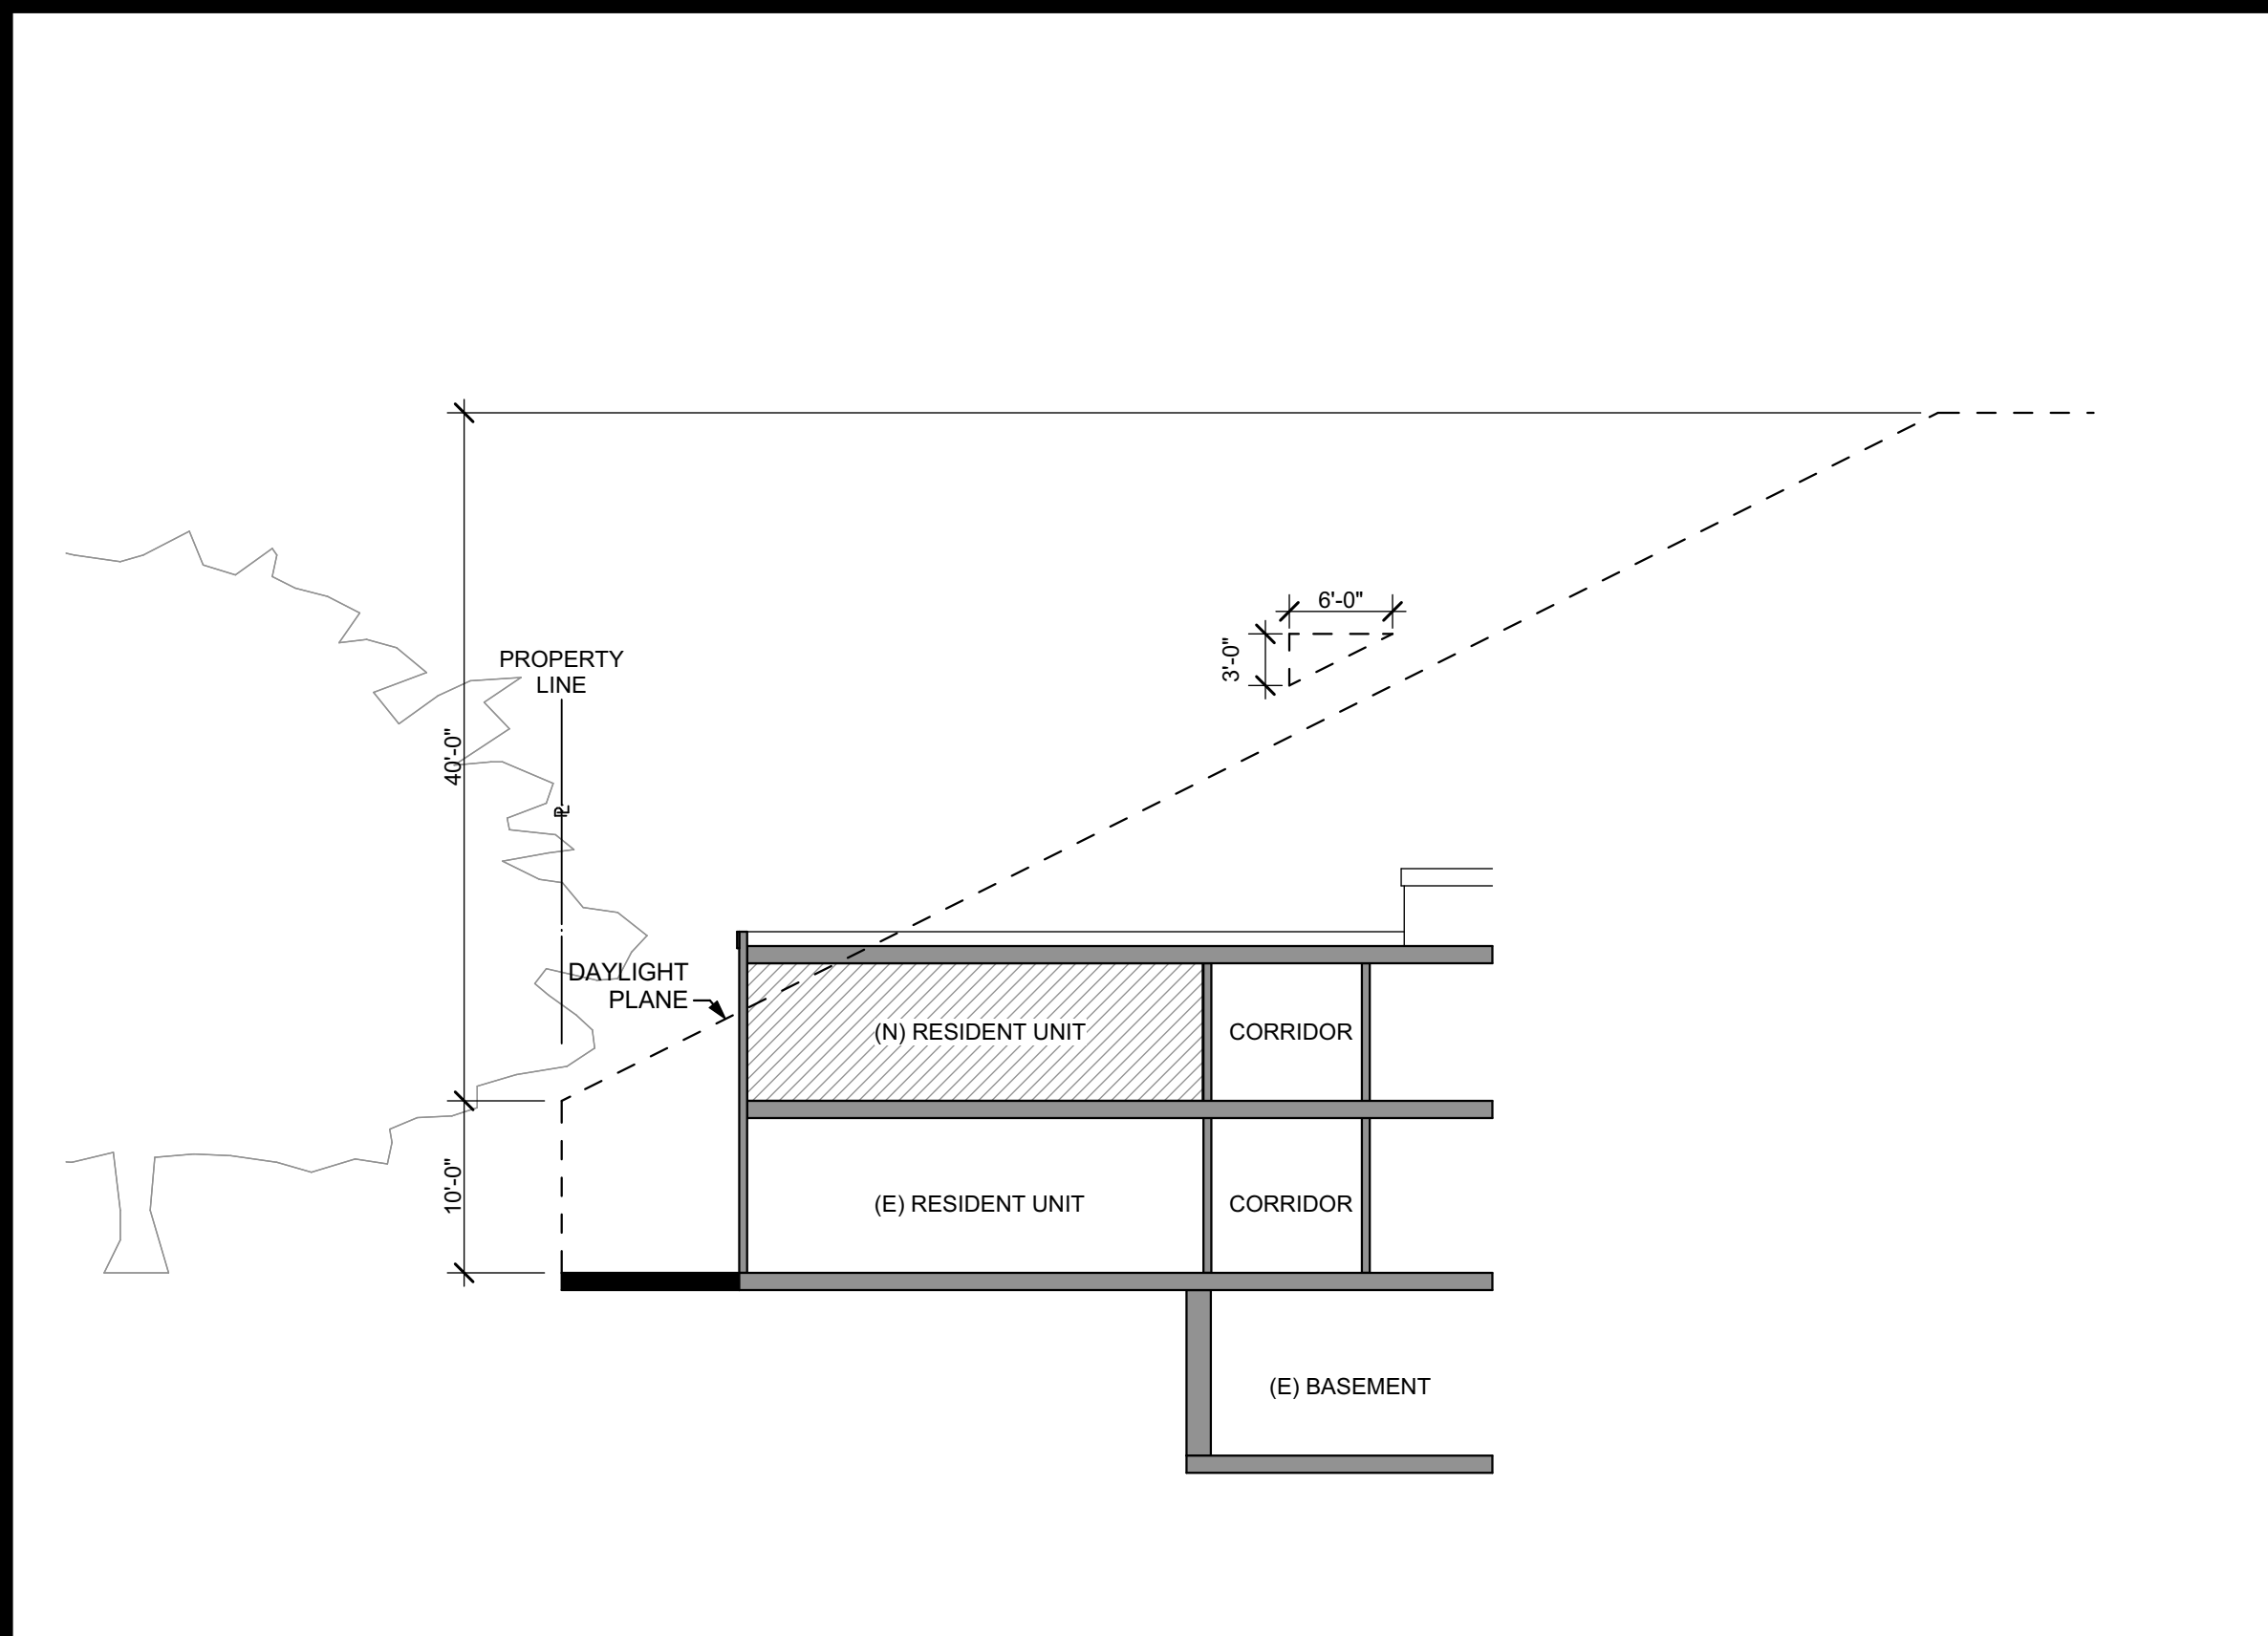 6'-0"
3'-0"
PROPERTY
LINE
40'-0"
PL
DAYLIGHT
PLANE
(N) RESIDENT UNIT
CORRIDOR
10'-0"
(E) RESIDENT UNIT
CORRIDOR
(E) BASEMENT